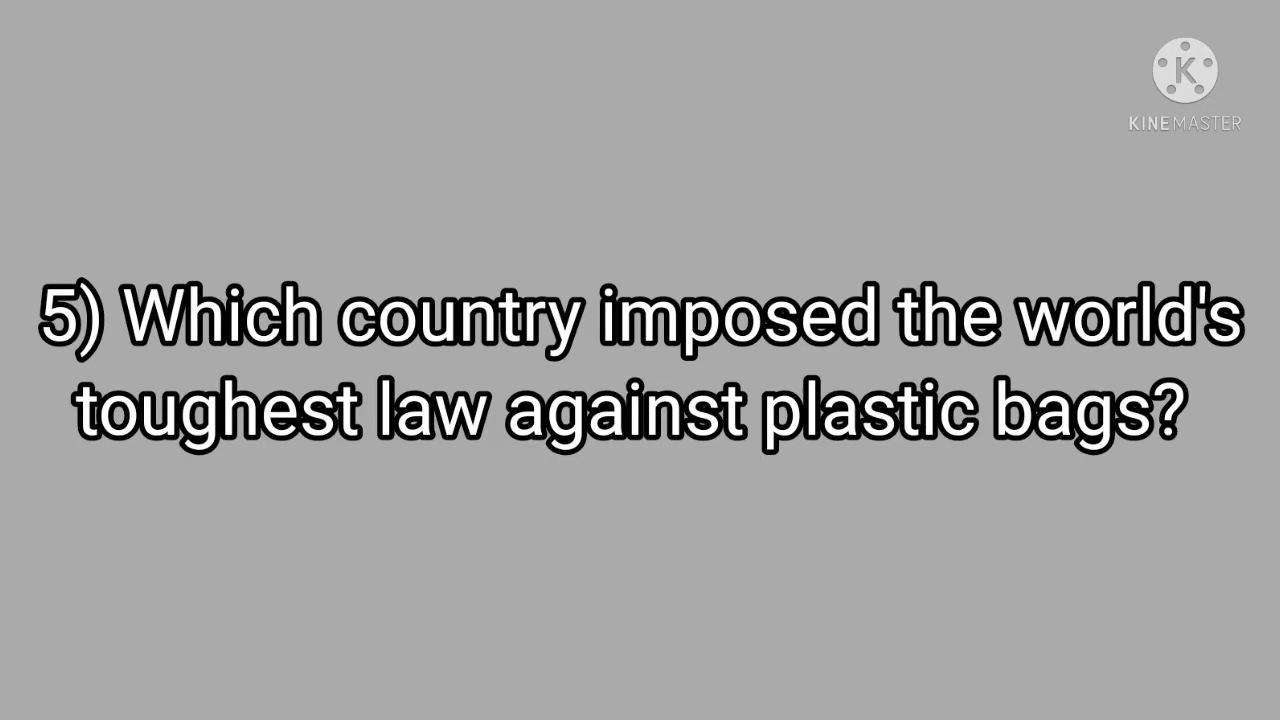 K
KINEMASTER
5) Which country imposed the world's
toughest law against plastic bags?